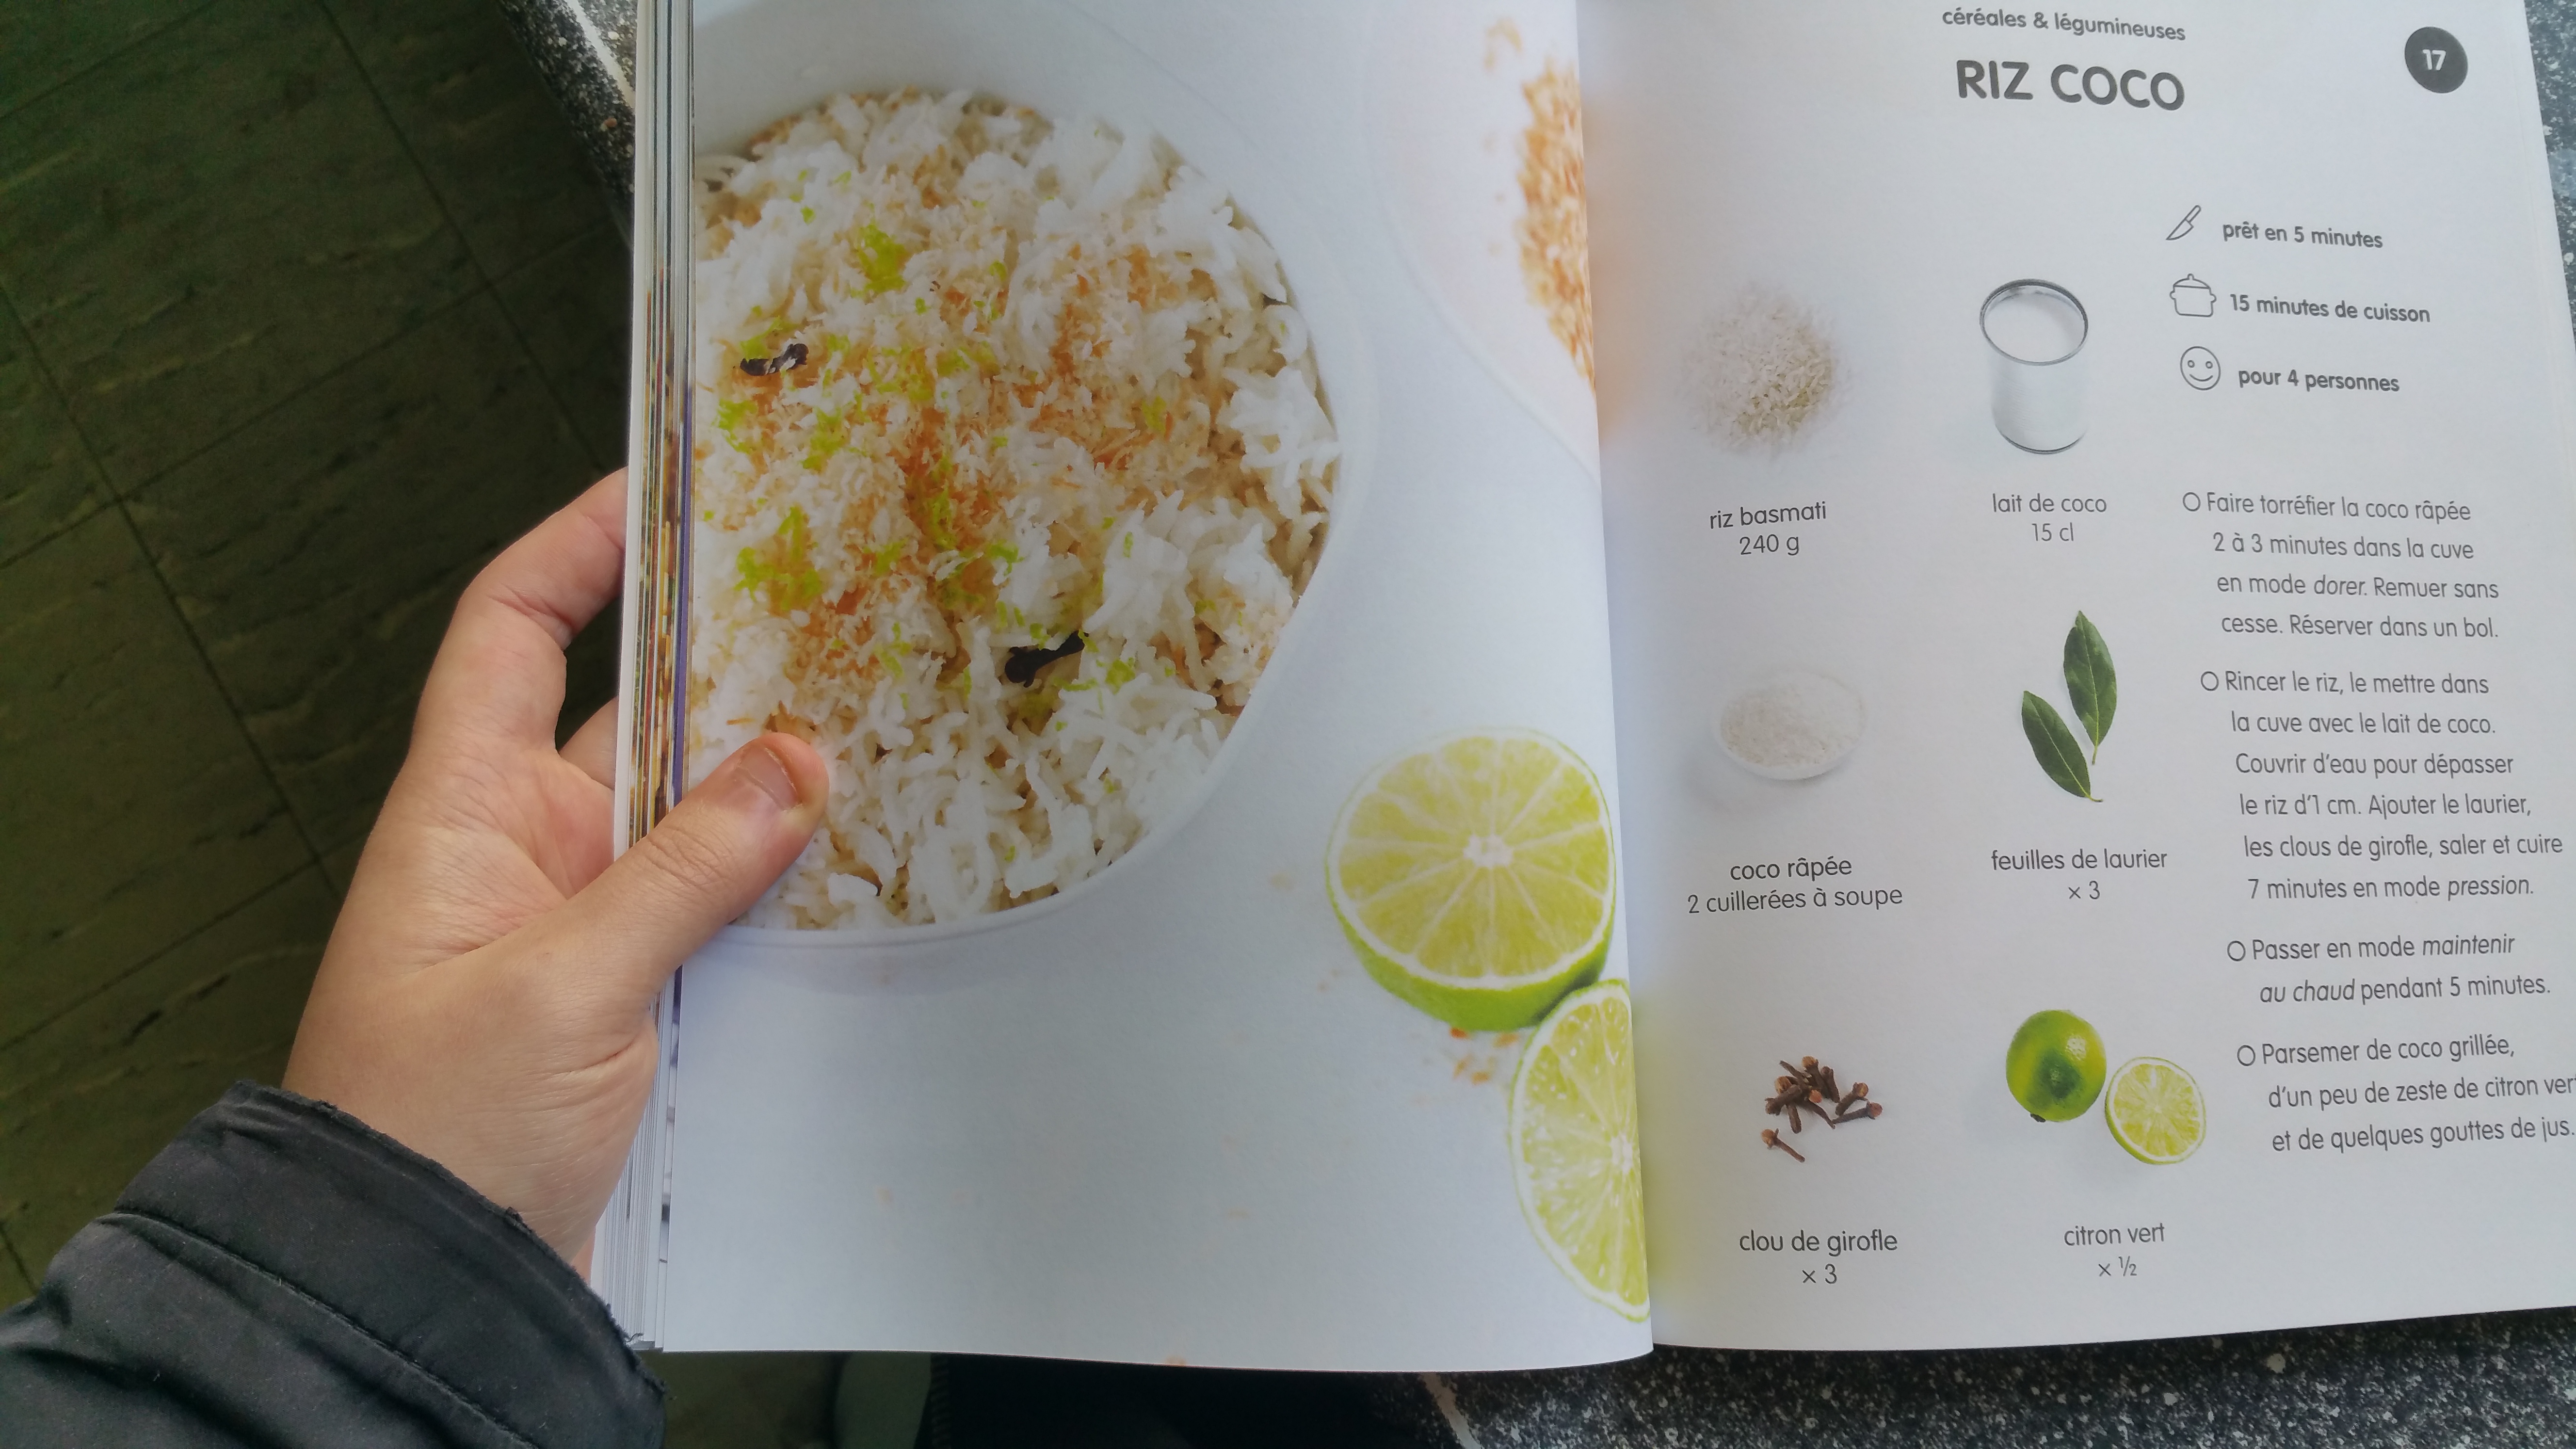 céréales & légumineuses
17
RIZ COCO
prêt en 5 minutes
15 minutes de cuisson
pour 4 personnes
riz basmati
240 g
lait de coco
15 cl
coco râpée
2 cuillerées à soupe
feuilles de laurier
× 3
clou de girofle
× 3
citron vert
× ½
Faire torréfier la coco râpée
2 à 3 minutes dans la cuve
en mode dorer. Remuer sans
cesse. Réserver dans un bol.
Rincer le riz, le mettre dans
la cuve avec le lait de coco.
Couvrir d'eau pour dépasser
le riz d'1 cm. Ajouter le laurier,
les clous de girofle, saler et cuire
7 minutes en mode pression.
Passer en mode maintenir
au chaud pendant 5 minutes.
Parsemer de coco grillée,
d'un peu de zeste de citron vert
et de quelques gouttes de jus.